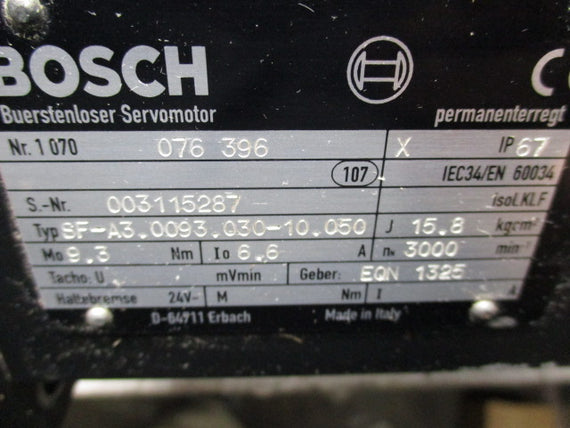 BOSCH
Buerstenloser Servomotor permanenterregt
Nr. 1 070 076 396 X IP 67
107 IEC34/EN 60034
S.-Nr. 003115287 isol.KLF
Typ SF-A3.0093.030-10.050 J 15.8 kgcm²
Mo 9.3 Nm Io 6.6 A nN 3000 min⁻¹
Tacho: U mVmin Geber: EQN 1325
Haltebremse 24V- M Nm I A
D-64711 Erbach Made in Italy